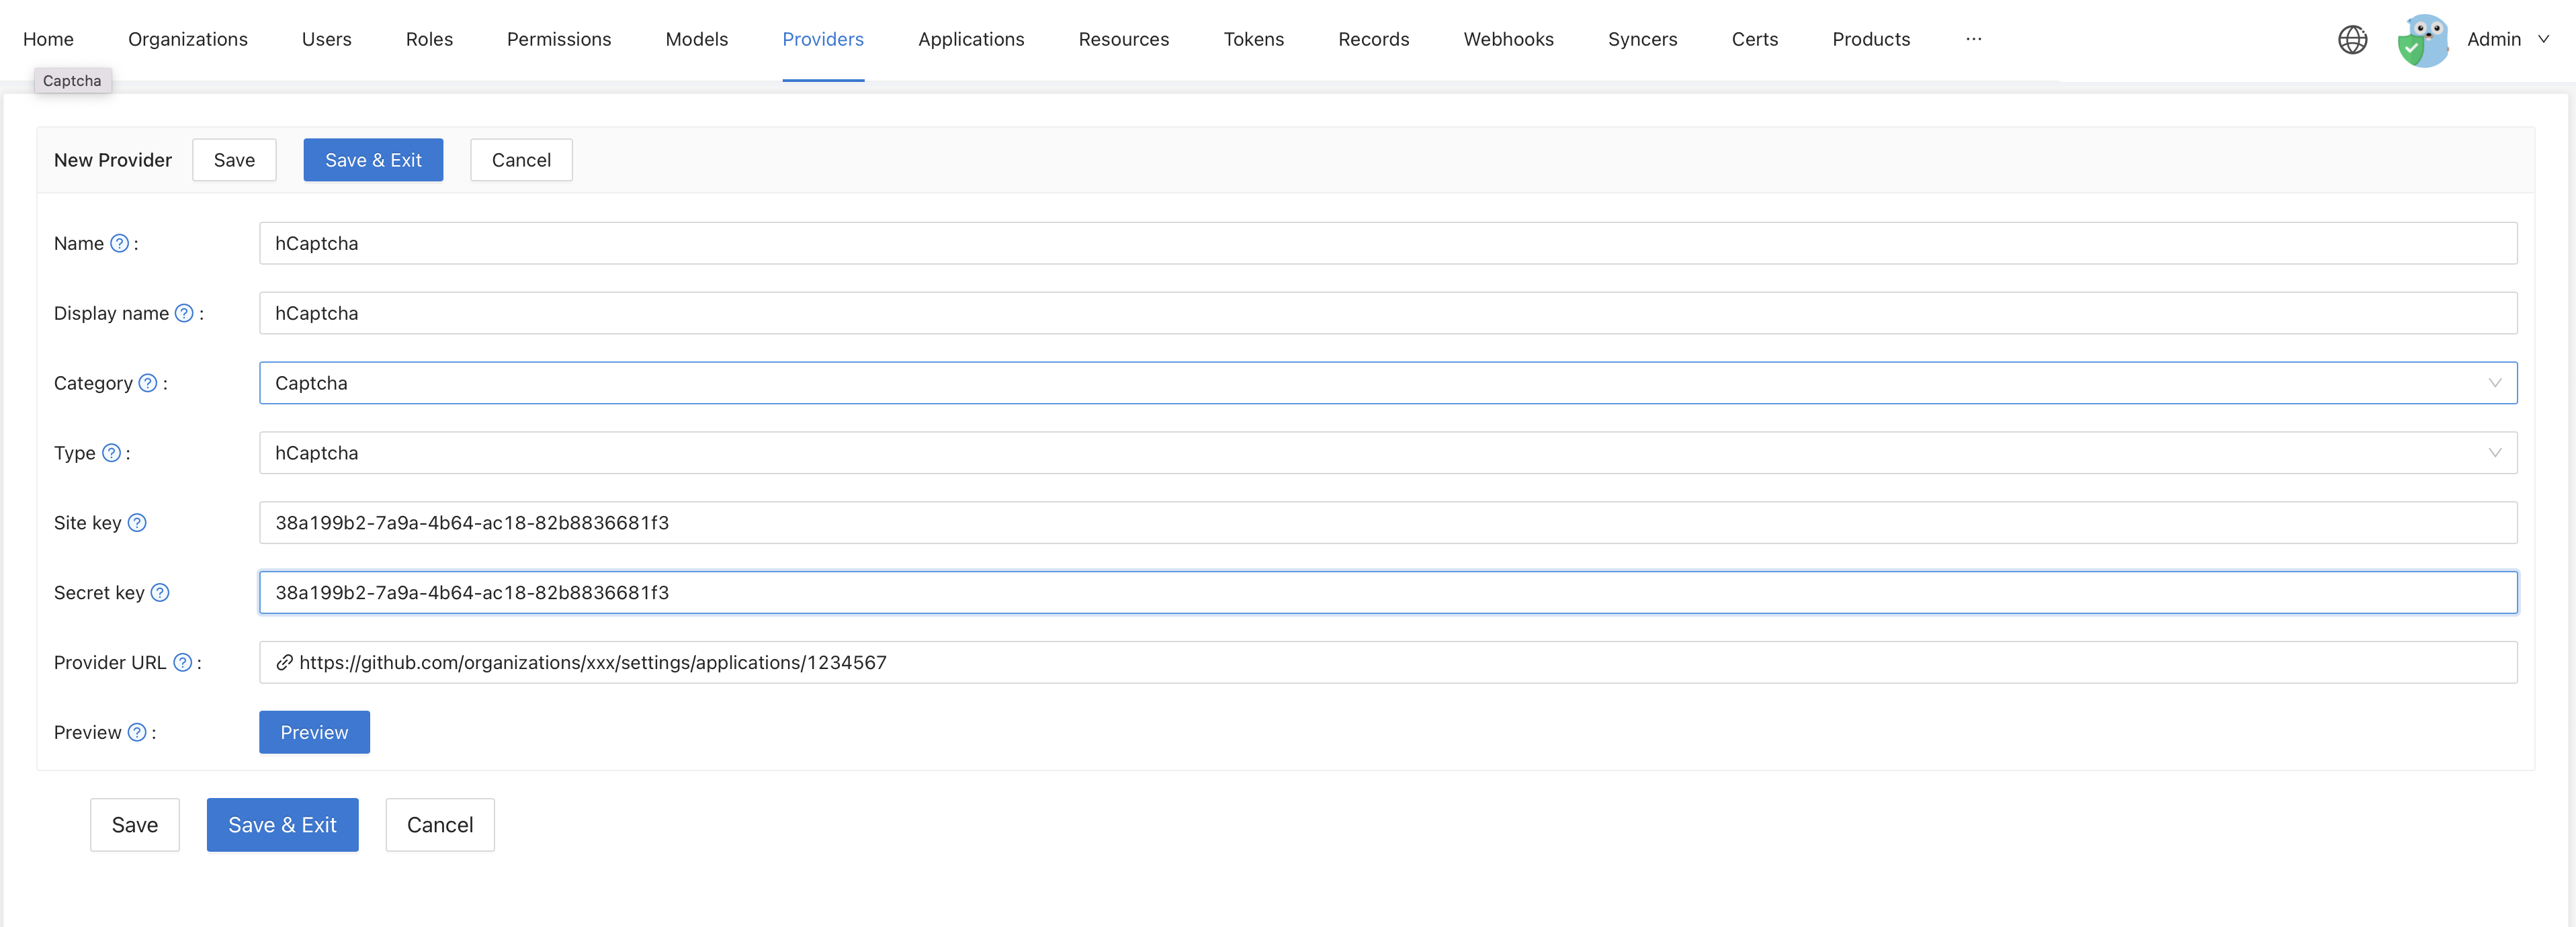 Home Organizations Users Roles Permissions Models Providers Applications Resources Tokens Records Webhooks Syncers Certs Products ··· Admin
Captcha
New Provider Save Save & Exit Cancel
Name ? : hCaptcha
Display name ? : hCaptcha
Category ? : Captcha
Type ? : hCaptcha
Site key ? 38a199b2-7a9a-4b64-ac18-82b8836681f3
Secret key ? 38a199b2-7a9a-4b64-ac18-82b8836681f3
Provider URL ? : https://github.com/organizations/xxx/settings/applications/1234567
Preview ? : Preview
Save Save & Exit Cancel